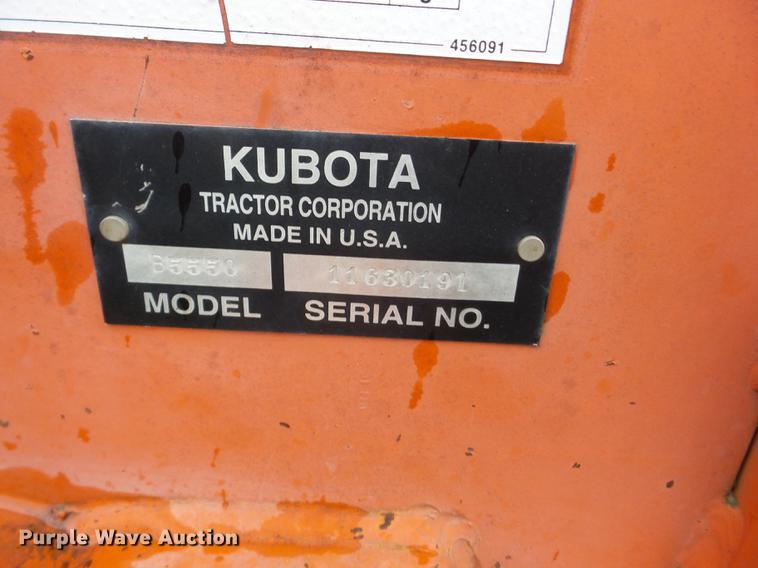 456091
KUBOTA
TRACTOR CORPORATION
MADE IN U.S.A.
B5550 11630191
MODEL SERIAL NO.
Purple Wave Auction